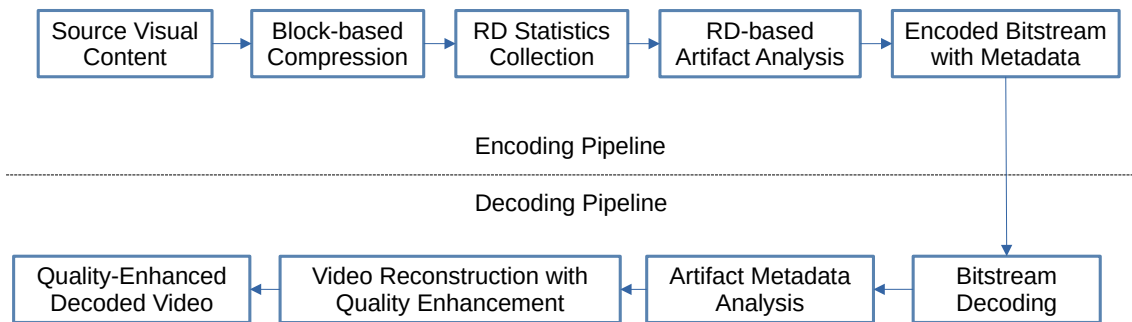 Source Visual
Content
Block-based
Compression
RD Statistics
Collection
RD-based
Artifact Analysis
Encoded Bitstream
with Metadata
Encoding Pipeline
Decoding Pipeline
Quality-Enhanced
Decoded Video
Video Reconstruction with
Quality Enhancement
Artifact Metadata
Analysis
Bitstream
Decoding